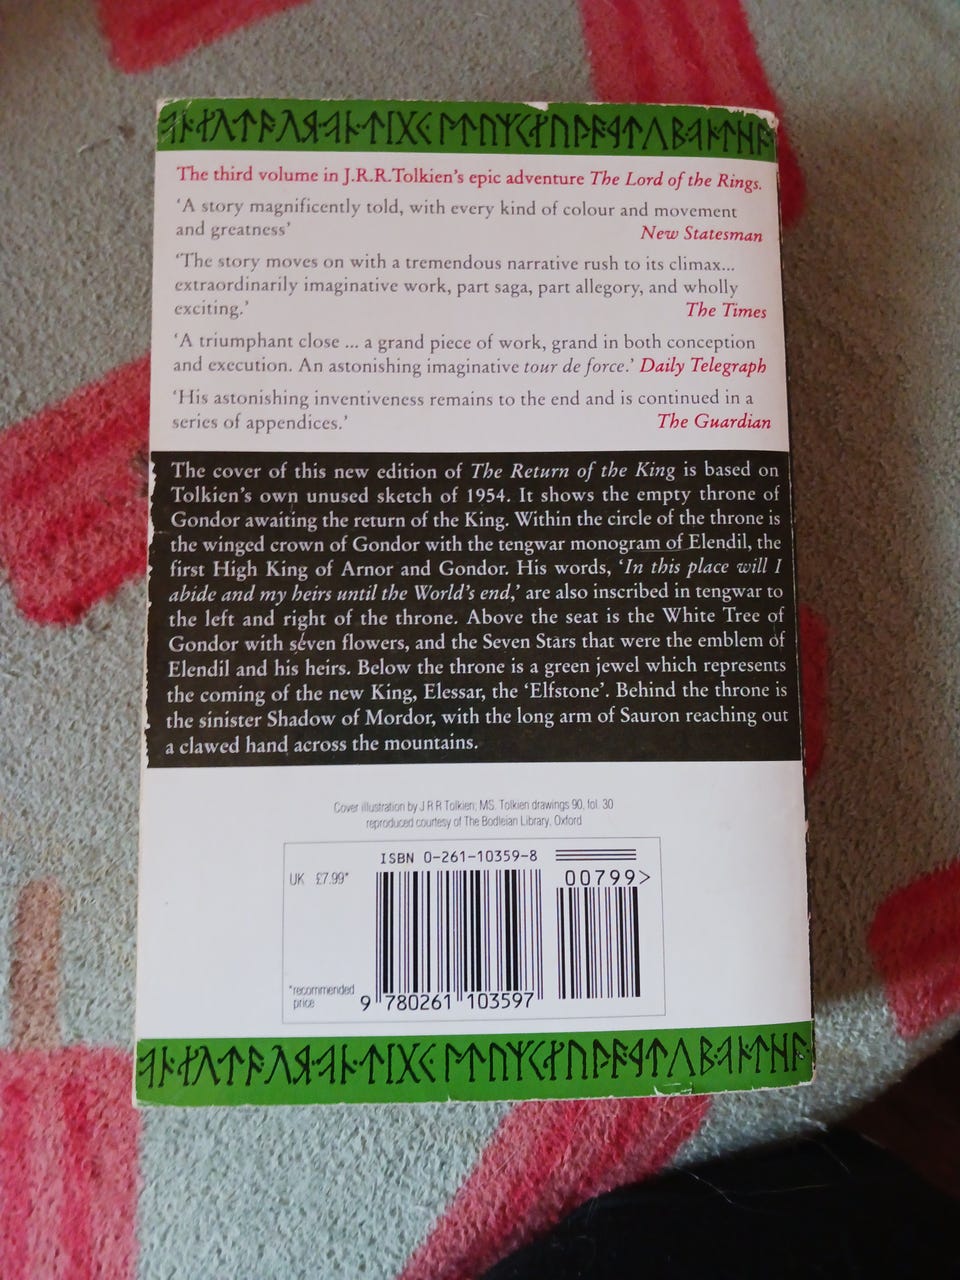 The third volume in J.R.R.Tolkien's epic adventure The Lord of the Rings.
'A story magnificently told, with every kind of colour and movement
and greatness' New Statesman
'The story moves on with a tremendous narrative rush to its climax...
extraordinarily imaginative work, part saga, part allegory, and wholly
exciting.' The Times
'A triumphant close ... a grand piece of work, grand in both conception
and execution. An astonishing imaginative tour de force.' Daily Telegraph
'His astonishing inventiveness remains to the end and is continued in a
series of appendices.' The Guardian
The cover of this new edition of The Return of the King is based on
Tolkien's own unused sketch of 1954. It shows the empty throne of
Gondor awaiting the return of the King. Within the circle of the throne is
the winged crown of Gondor with the tengwar monogram of Elendil, the
first High King of Arnor and Gondor. His words, 'In this place will I
abide and my heirs until the World's end,' are also inscribed in tengwar to
the left and right of the throne. Above the seat is the White Tree of
Gondor with seven flowers, and the Seven Stars that were the emblem of
Elendil and his heirs. Below the throne is a green jewel which represents
the coming of the new King, Elessar, the 'Elfstone'. Behind the throne is
the sinister Shadow of Mordor, with the long arm of Sauron reaching out
a clawed hand across the mountains.
Cover illustration by J R R Tolkien; MS. Tolkien drawings 90, fol. 30
reproduced courtesy of The Bodleian Library, Oxford
ISBN 0-261-10359-8
UK £7.99*
00799>
*recommended
price
9 780261 103597